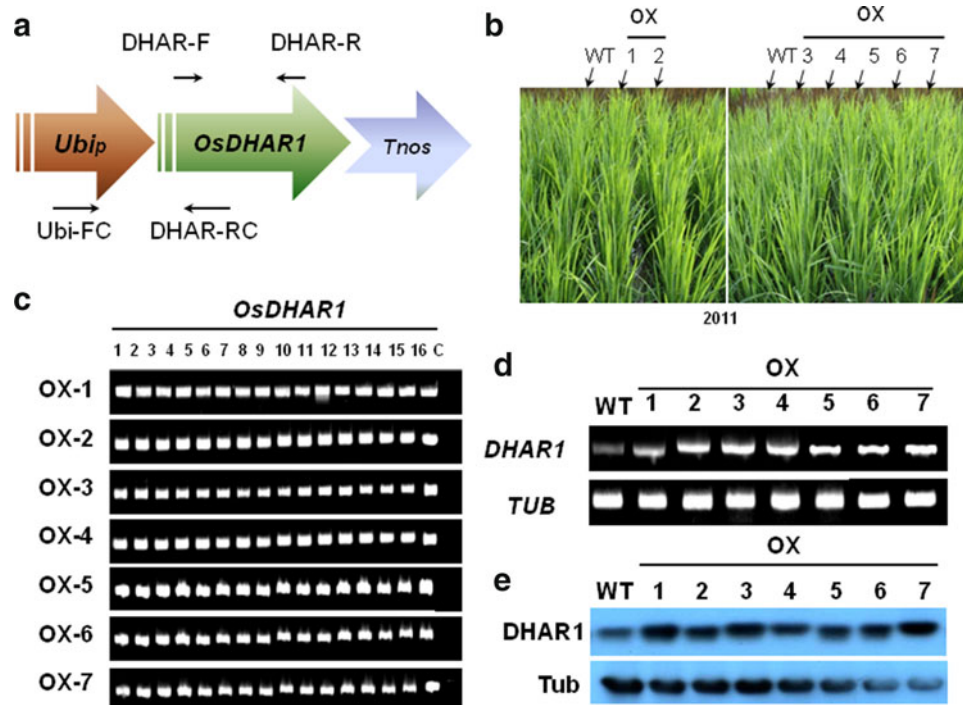 a
DHAR-F DHAR-R
Ubip OsDHAR1 Tnos
Ubi-FC DHAR-RC
b
OX OX
WT 1 2 WT 3 4 5 6 7
2011
c
OsDHAR1
1 2 3 4 5 6 7 8 9 10 11 12 13 14 15 16 C
OX-1
OX-2
OX-3
OX-4
OX-5
OX-6
OX-7
d
OX
WT 1 2 3 4 5 6 7
DHAR1
TUB
e
OX
WT 1 2 3 4 5 6 7
DHAR1
Tub